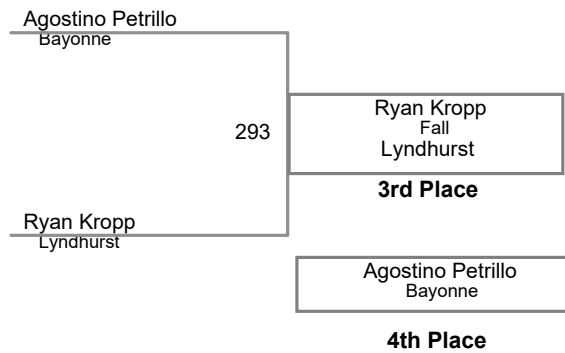 Agostino Petrillo
Bayonne
293
Ryan Kropp
Fall
Lyndhurst
3rd Place
Ryan Kropp
Lyndhurst
Agostino Petrillo
Bayonne
4th Place